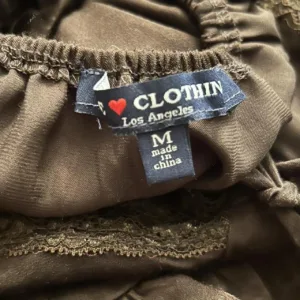 ❤ CLOTHIN
Los Angeles
M
made
in
china